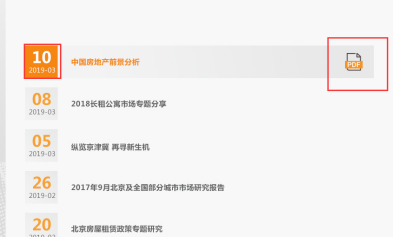 10
2019-03
中国房地产前景分析
PDF
08
2019-03
2018长租公寓市场专题分享
05
2019-03
纵览京津冀 再寻新生机
26
2019-02
2017年9月北京及全国部分城市市场研究报告
20
北京房屋租赁政策专题研究